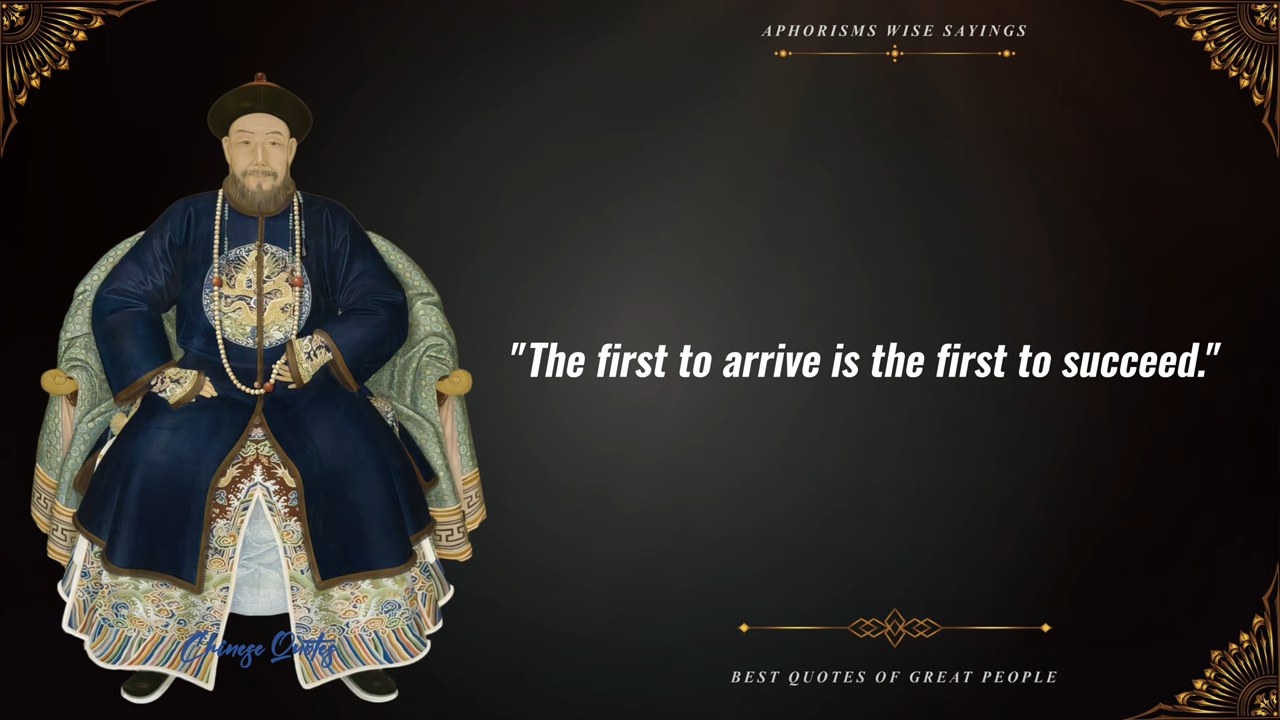 APHORISMS WISE SAYINGS
"The first to arrive is the first to succeed."
Chinese Quotes
BEST QUOTES OF GREAT PEOPLE